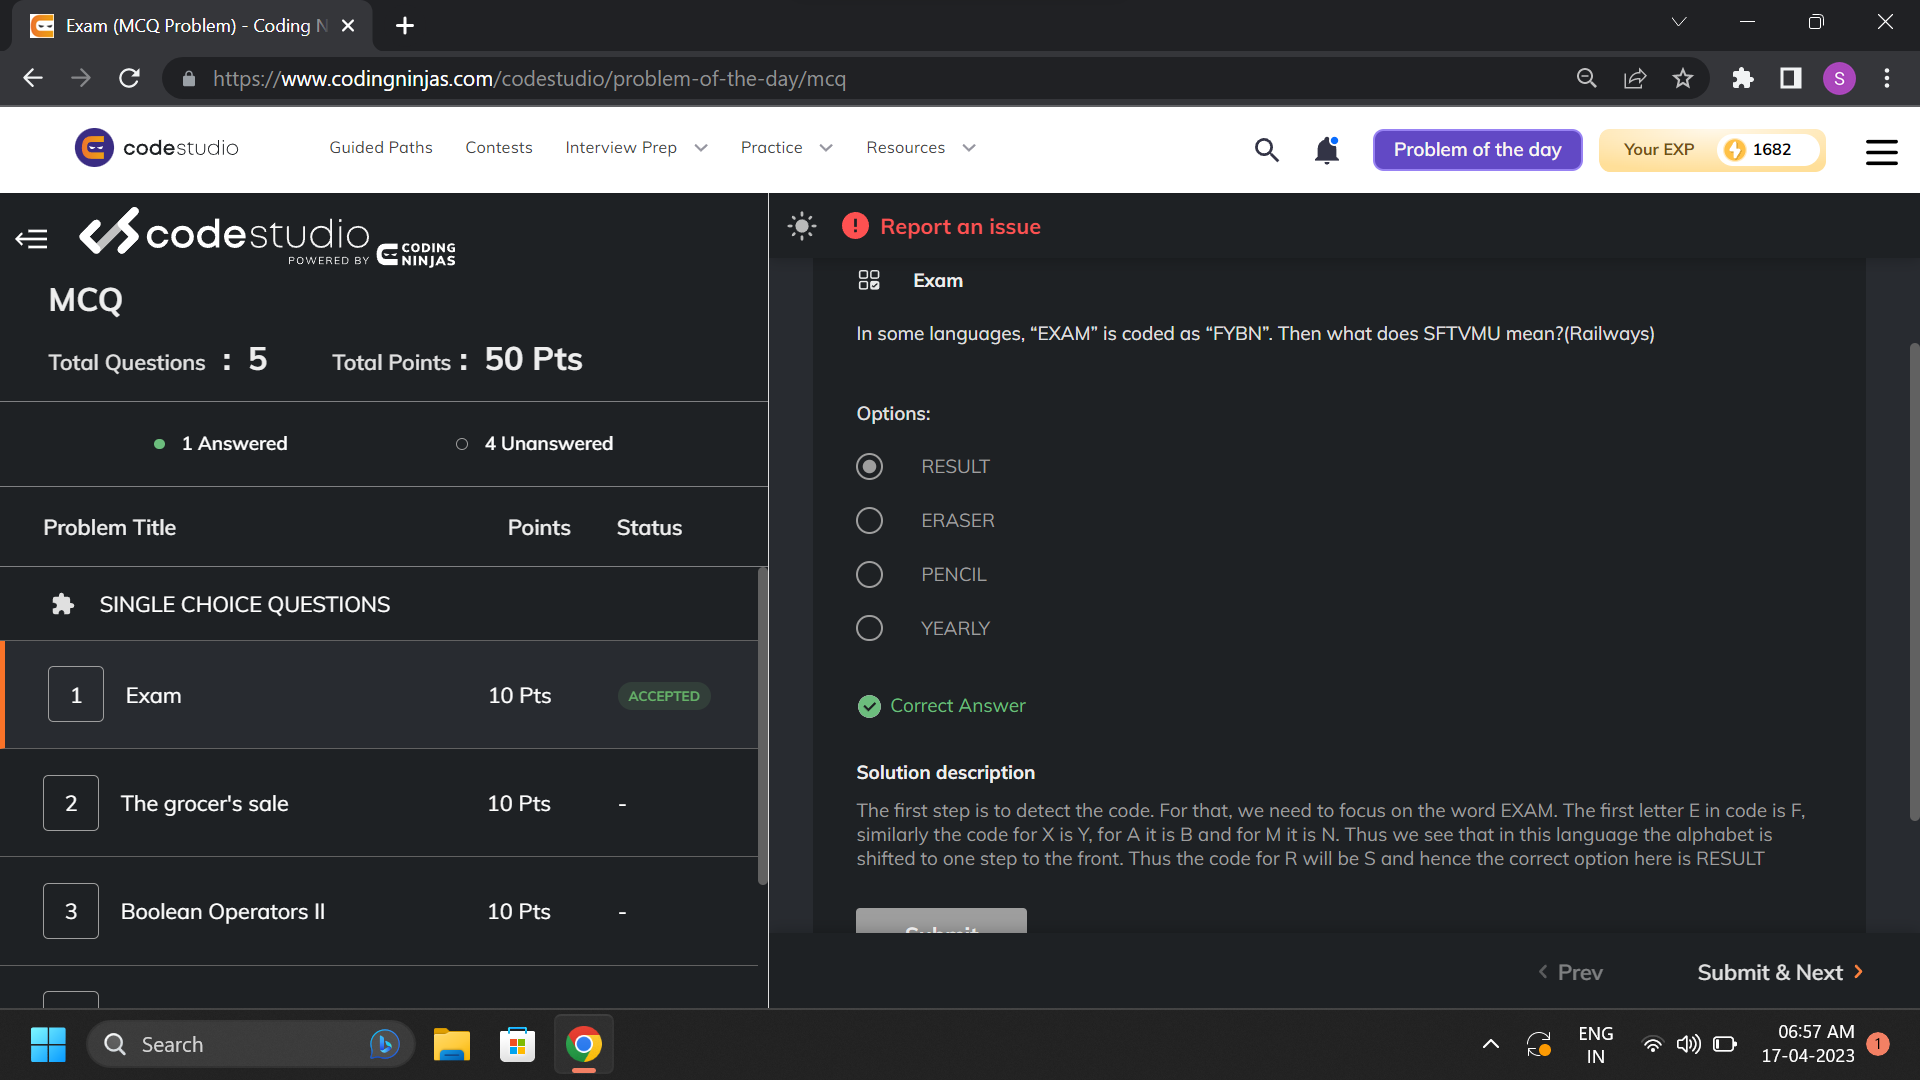 Exam (MCQ Problem) - Coding N
https://www.codingninjas.com/codestudio/problem-of-the-day/mcq
S
codestudio
Guided Paths
Contests
Interview Prep
Practice
Resources
Problem of the day
Your EXP
1682
codestudio
POWERED BY CODING NINJAS
MCQ
Total Questions : 5
Total Points : 50 Pts
1 Answered
4 Unanswered
Problem Title
Points
Status
SINGLE CHOICE QUESTIONS
1
Exam
10 Pts
ACCEPTED
2
The grocer's sale
10 Pts
-
3
Boolean Operators II
10 Pts
-
Report an issue
Exam
In some languages, “EXAM” is coded as “FYBN”. Then what does SFTVMU mean?(Railways)
Options:
RESULT
ERASER
PENCIL
YEARLY
Correct Answer
Solution description
The first step is to detect the code. For that, we need to focus on the word EXAM. The first letter E in code is F,
similarly the code for X is Y, for A it is B and for M it is N. Thus we see that in this language the alphabet is
shifted to one step to the front. Thus the code for R will be S and hence the correct option here is RESULT
Submit
Prev
Submit & Next
Search
ENG
IN
06:57 AM
17-04-2023
1